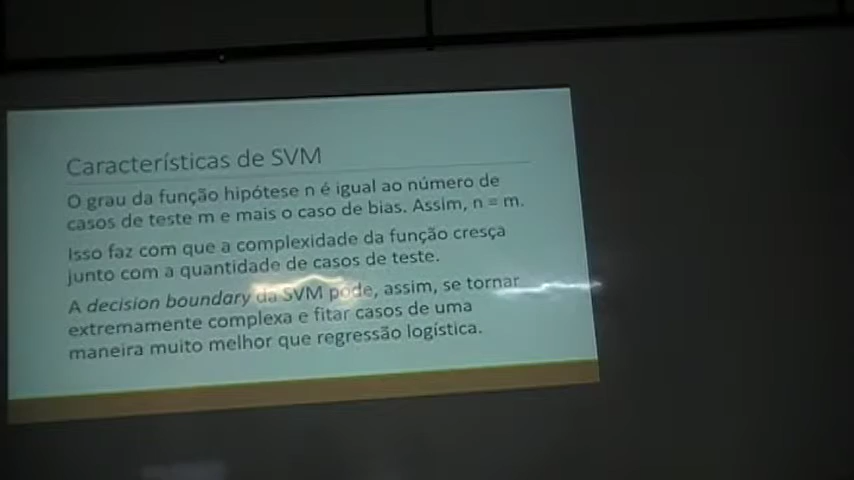 Características de SVM
O grau da função hipótese n é igual ao número de
casos de teste m e mais o caso de bias. Assim, n = m.
Isso faz com que a complexidade da função cresça
junto com a quantidade de casos de teste.
A decision boundary da SVM pode, assim, se tornar
extremamente complexa e fitar casos de uma
maneira muito melhor que regressão logística.